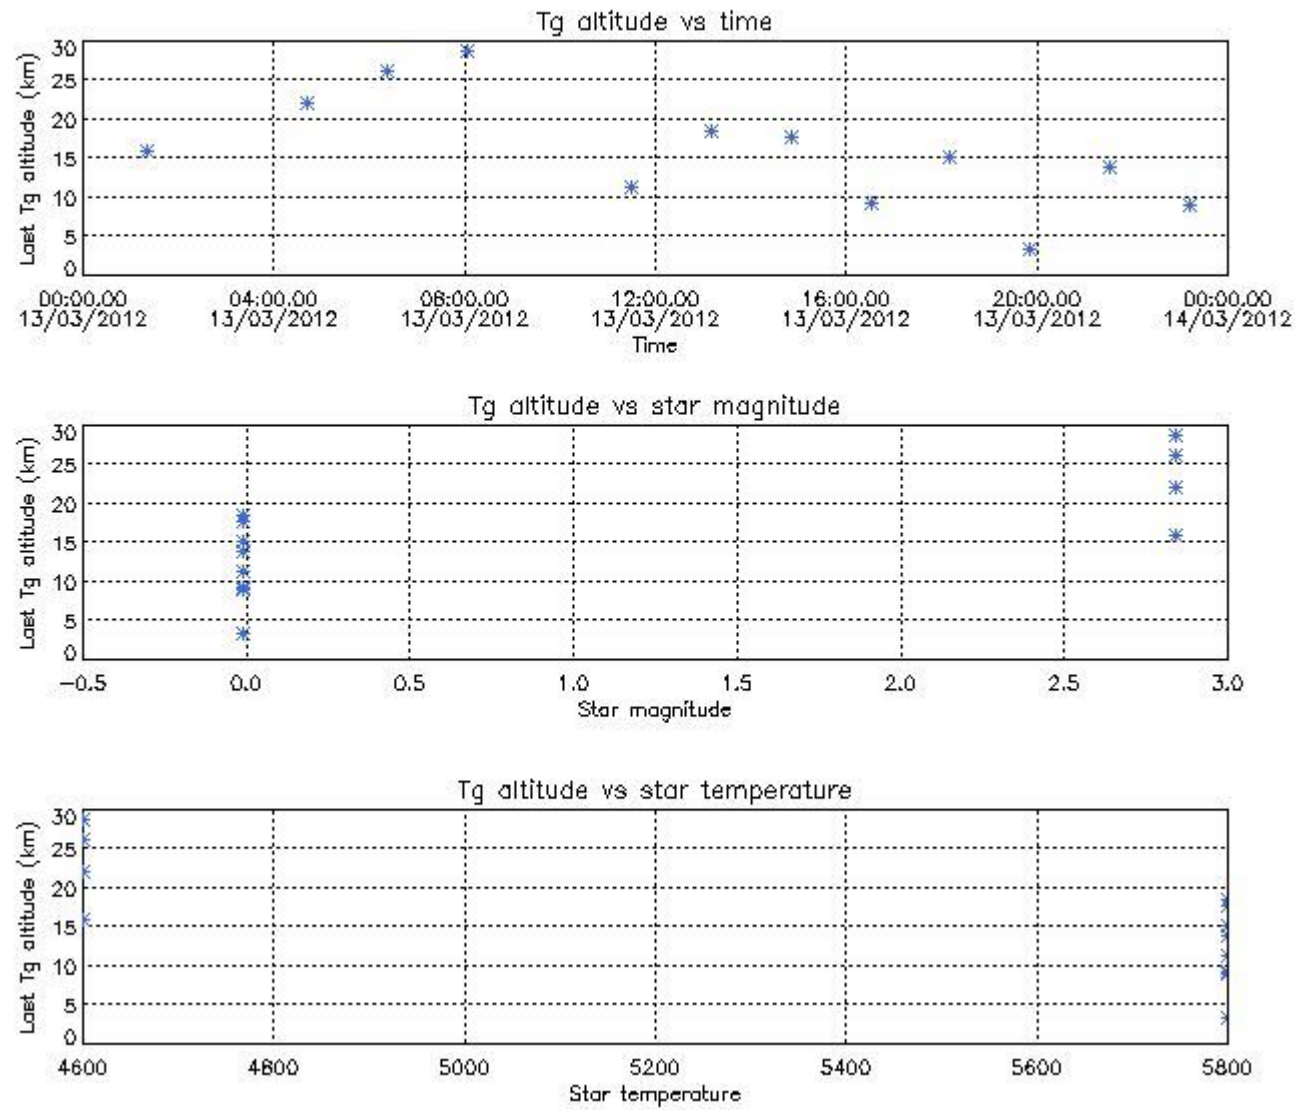 Tg altitude vs time
Last Tg altitude (km)
30
25
20
15
10
5
0
00:00.00 04:00.00 08:00.00 12:00.00 16:00.00 20:00.00 00:00.00
13/03/2012 13/03/2012 13/03/2012 13/03/2012 13/03/2012 13/03/2012 14/03/2012
Time
Tg altitude vs star magnitude
Last Tg altitude (km)
30
25
20
15
10
5
0
−0.5 0.0 0.5 1.0 1.5 2.0 2.5 3.0
Star magnitude
Tg altitude vs star temperature
Last Tg altitude (km)
30
25
20
15
10
5
0
4600 4800 5000 5200 5400 5600 5800
Star temperature